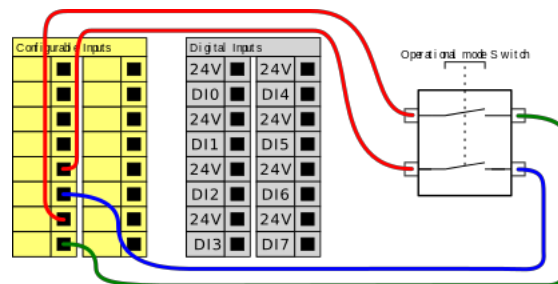 Configurable Inputs
Digital Inputs
Operational mode Switch
24V 24V
DI0 DI4
24V 24V
DI1 DI5
24V 24V
DI2 DI6
24V 24V
DI3 DI7